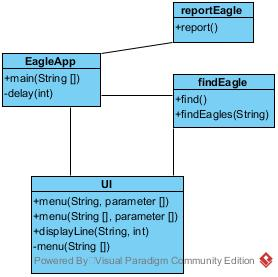 reportEagle
+report()
EagleApp
+main(String [])
-delay(int)
findEagle
+find()
+findEagles(String)
UI
+menu(String, parameter [])
+menu(String [], parameter [])
+displayLine(String, int)
-menu(String [])
Powered By Visual Paradigm Community Edition